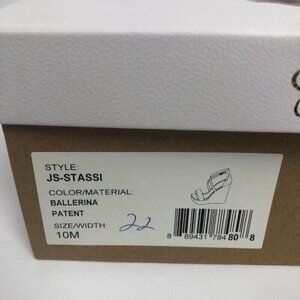 STYLE:
JS-STASSI
COLOR/MATERIAL:
BALLERINA
PATENT
SIZE/WIDTH:
10M
22
8 89431 78480 8